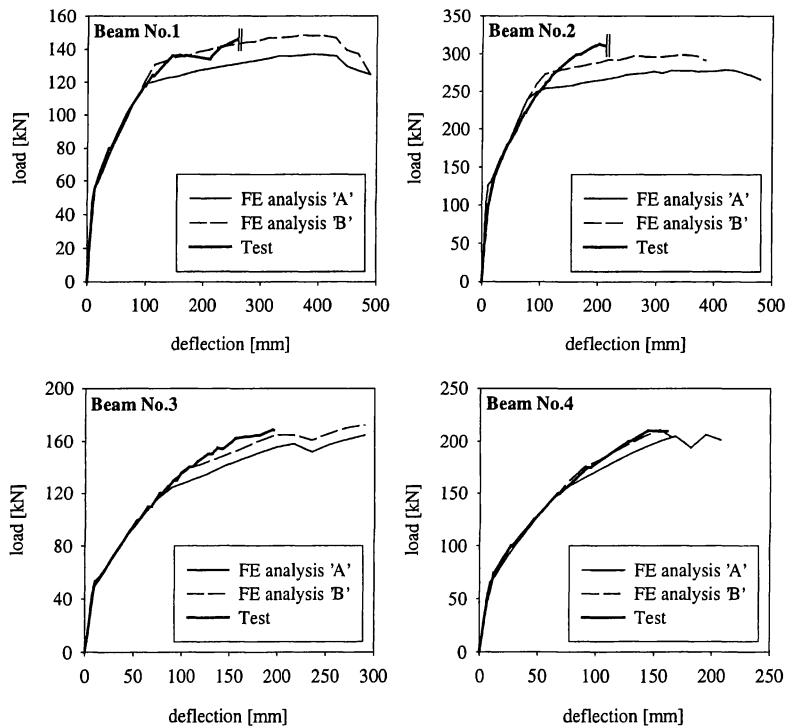 Beam No.1
160
140
120
100
80
60
40
20
0
load [kN]
FE analysis 'A'
FE analysis 'B'
Test
0 100 200 300 400 500
deflection [mm]
Beam No.2
350
300
250
200
150
100
50
0
load [kN]
FE analysis 'A'
FE analysis 'B'
Test
0 100 200 300 400 500
deflection [mm]
Beam No.3
200
160
120
80
40
0
load [kN]
FE analysis 'A'
FE analysis 'B'
Test
0 50 100 150 200 250 300
deflection [mm]
Beam No.4
250
200
150
100
50
0
load [kN]
FE analysis 'A'
FE analysis 'B'
Test
0 50 100 150 200 250
deflection [mm]